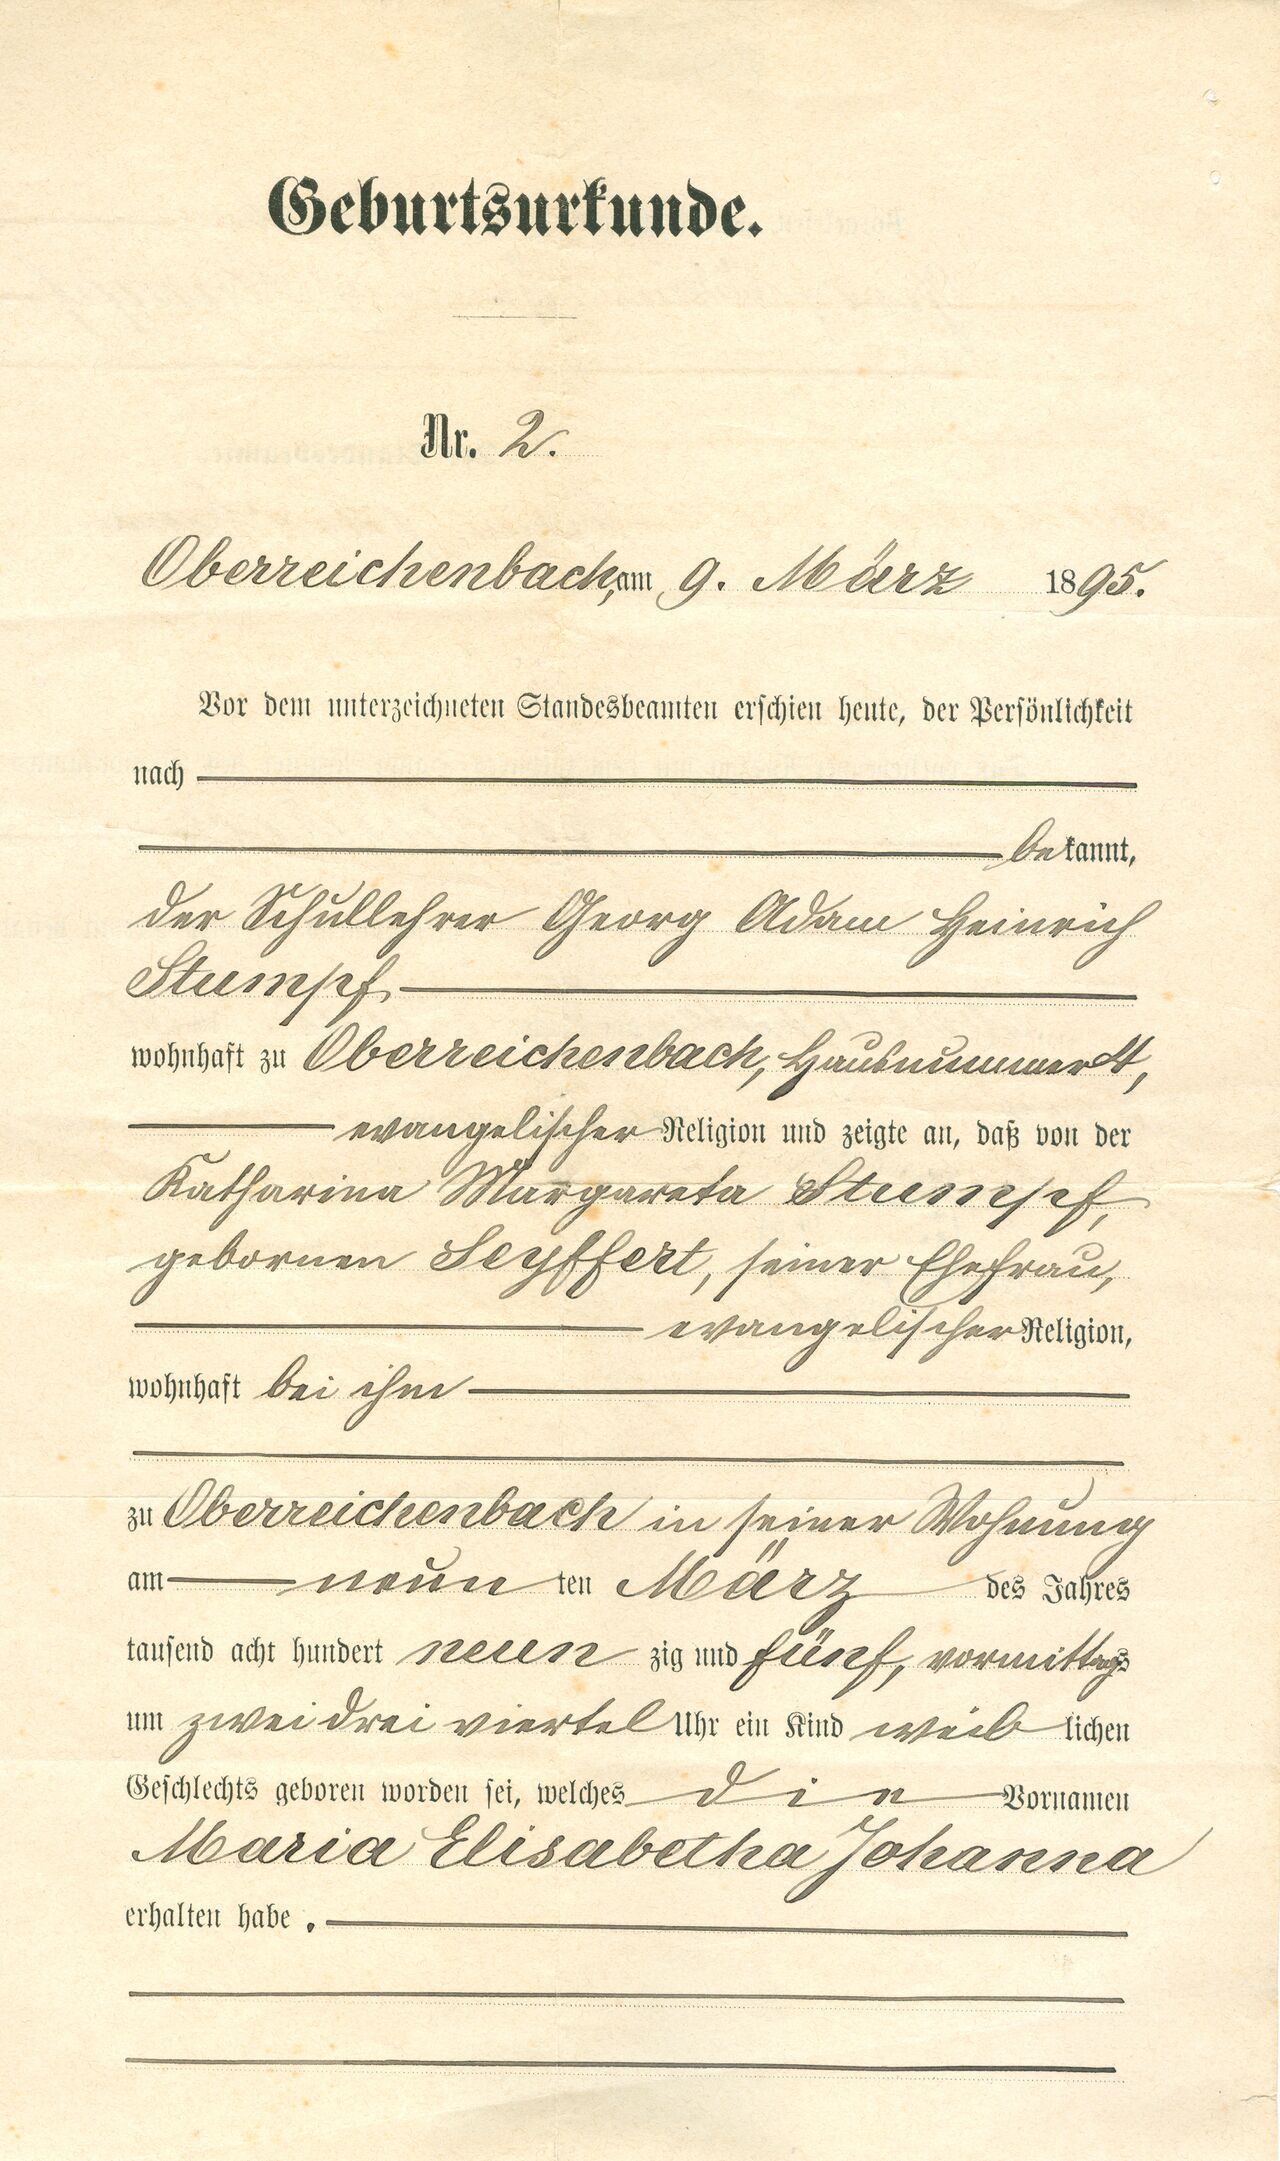 Geburtsurkunde.
Nr. 2.
Oberreichenbach, am 9. März 1895.
Vor dem unterzeichneten Standesbeamten erschien heute, der Persönlichkeit
nach
bekannt,
der Schullehrer Georg Adam Heinrich
Stumpf,
wohnhaft zu Oberreichenbach, Hausnummer 4,
evangelischer Religion und zeigte an, daß von der
Katharina Margareta Stumpf,
gebornen Seyffert, seiner Ehefrau,
evangelischer Religion,
wohnhaft bei ihm
zu Oberreichenbach in seiner Wohnung
am neunten März des Jahres
tausend acht hundert neunzig und fünf, vormittags
um zwei drei viertel Uhr ein Kind weiblichen
Geschlechts geboren worden sei, welches die Vornamen
Maria Elisabetha Johanna
erhalten habe.